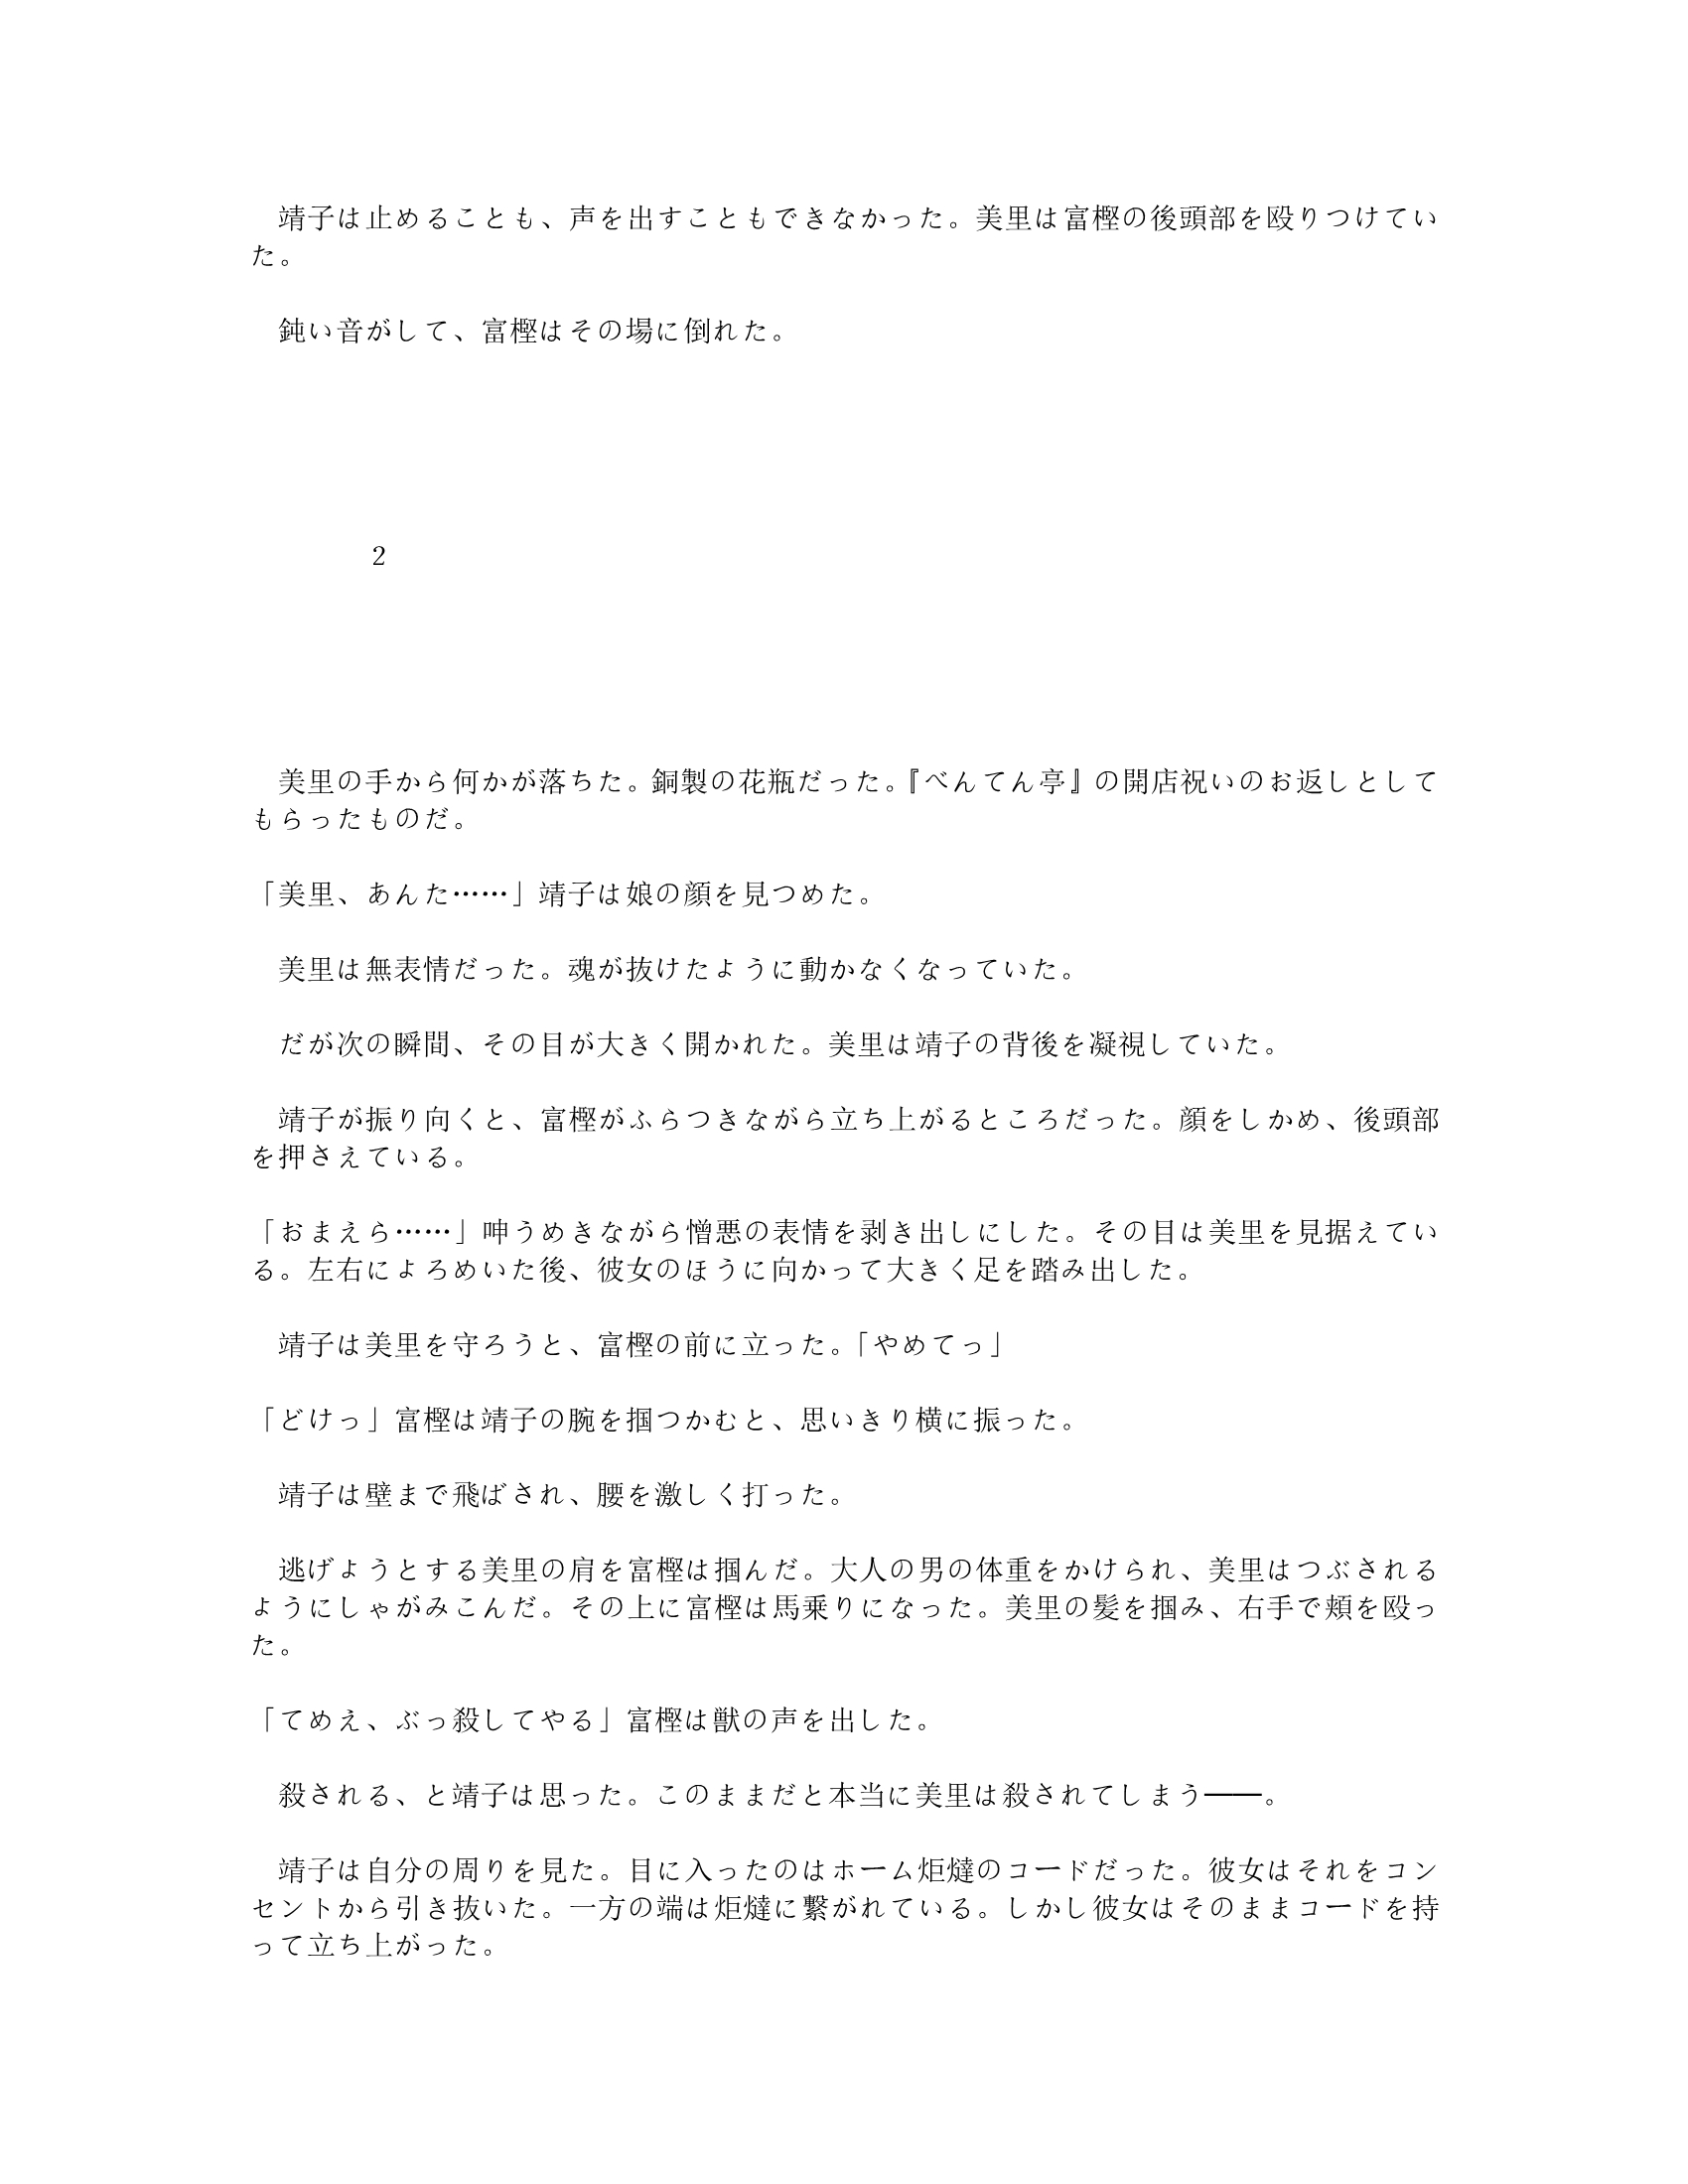 靖子は止めることも、声を出すこともできなかった。美里は富樫の後頭部を殴りつけてい
た。
　鈍い音がして、富樫はその場に倒れた。
２
　美里の手から何かが落ちた。銅製の花瓶だった。『べんてん亭』の開店祝いのお返しとして
もらったものだ。
「美里、あんた……」靖子は娘の顔を見つめた。
　美里は無表情だった。魂が抜けたように動かなくなっていた。
　だが次の瞬間、その目が大きく開かれた。美里は靖子の背後を凝視していた。
　靖子が振り向くと、富樫がふらつきながら立ち上がるところだった。顔をしかめ、後頭部
を押さえている。
「おまえら……」呻うめきながら憎悪の表情を剥き出しにした。その目は美里を見据えてい
る。左右によろめいた後、彼女のほうに向かって大きく足を踏み出した。
　靖子は美里を守ろうと、富樫の前に立った。「やめてっ」
「どけっ」富樫は靖子の腕を掴つかむと、思いきり横に振った。
　靖子は壁まで飛ばされ、腰を激しく打った。
　逃げようとする美里の肩を富樫は掴んだ。大人の男の体重をかけられ、美里はつぶされる
ようにしゃがみこんだ。その上に富樫は馬乗りになった。美里の髪を掴み、右手で頬を殴っ
た。
「てめえ、ぶっ殺してやる」富樫は獣の声を出した。
　殺される、と靖子は思った。このままだと本当に美里は殺されてしまう――。
　靖子は自分の周りを見た。目に入ったのはホーム炬燵のコードだった。彼女はそれをコン
セントから引き抜いた。一方の端は炬燵に繋がれている。しかし彼女はそのままコードを持
って立ち上がった。